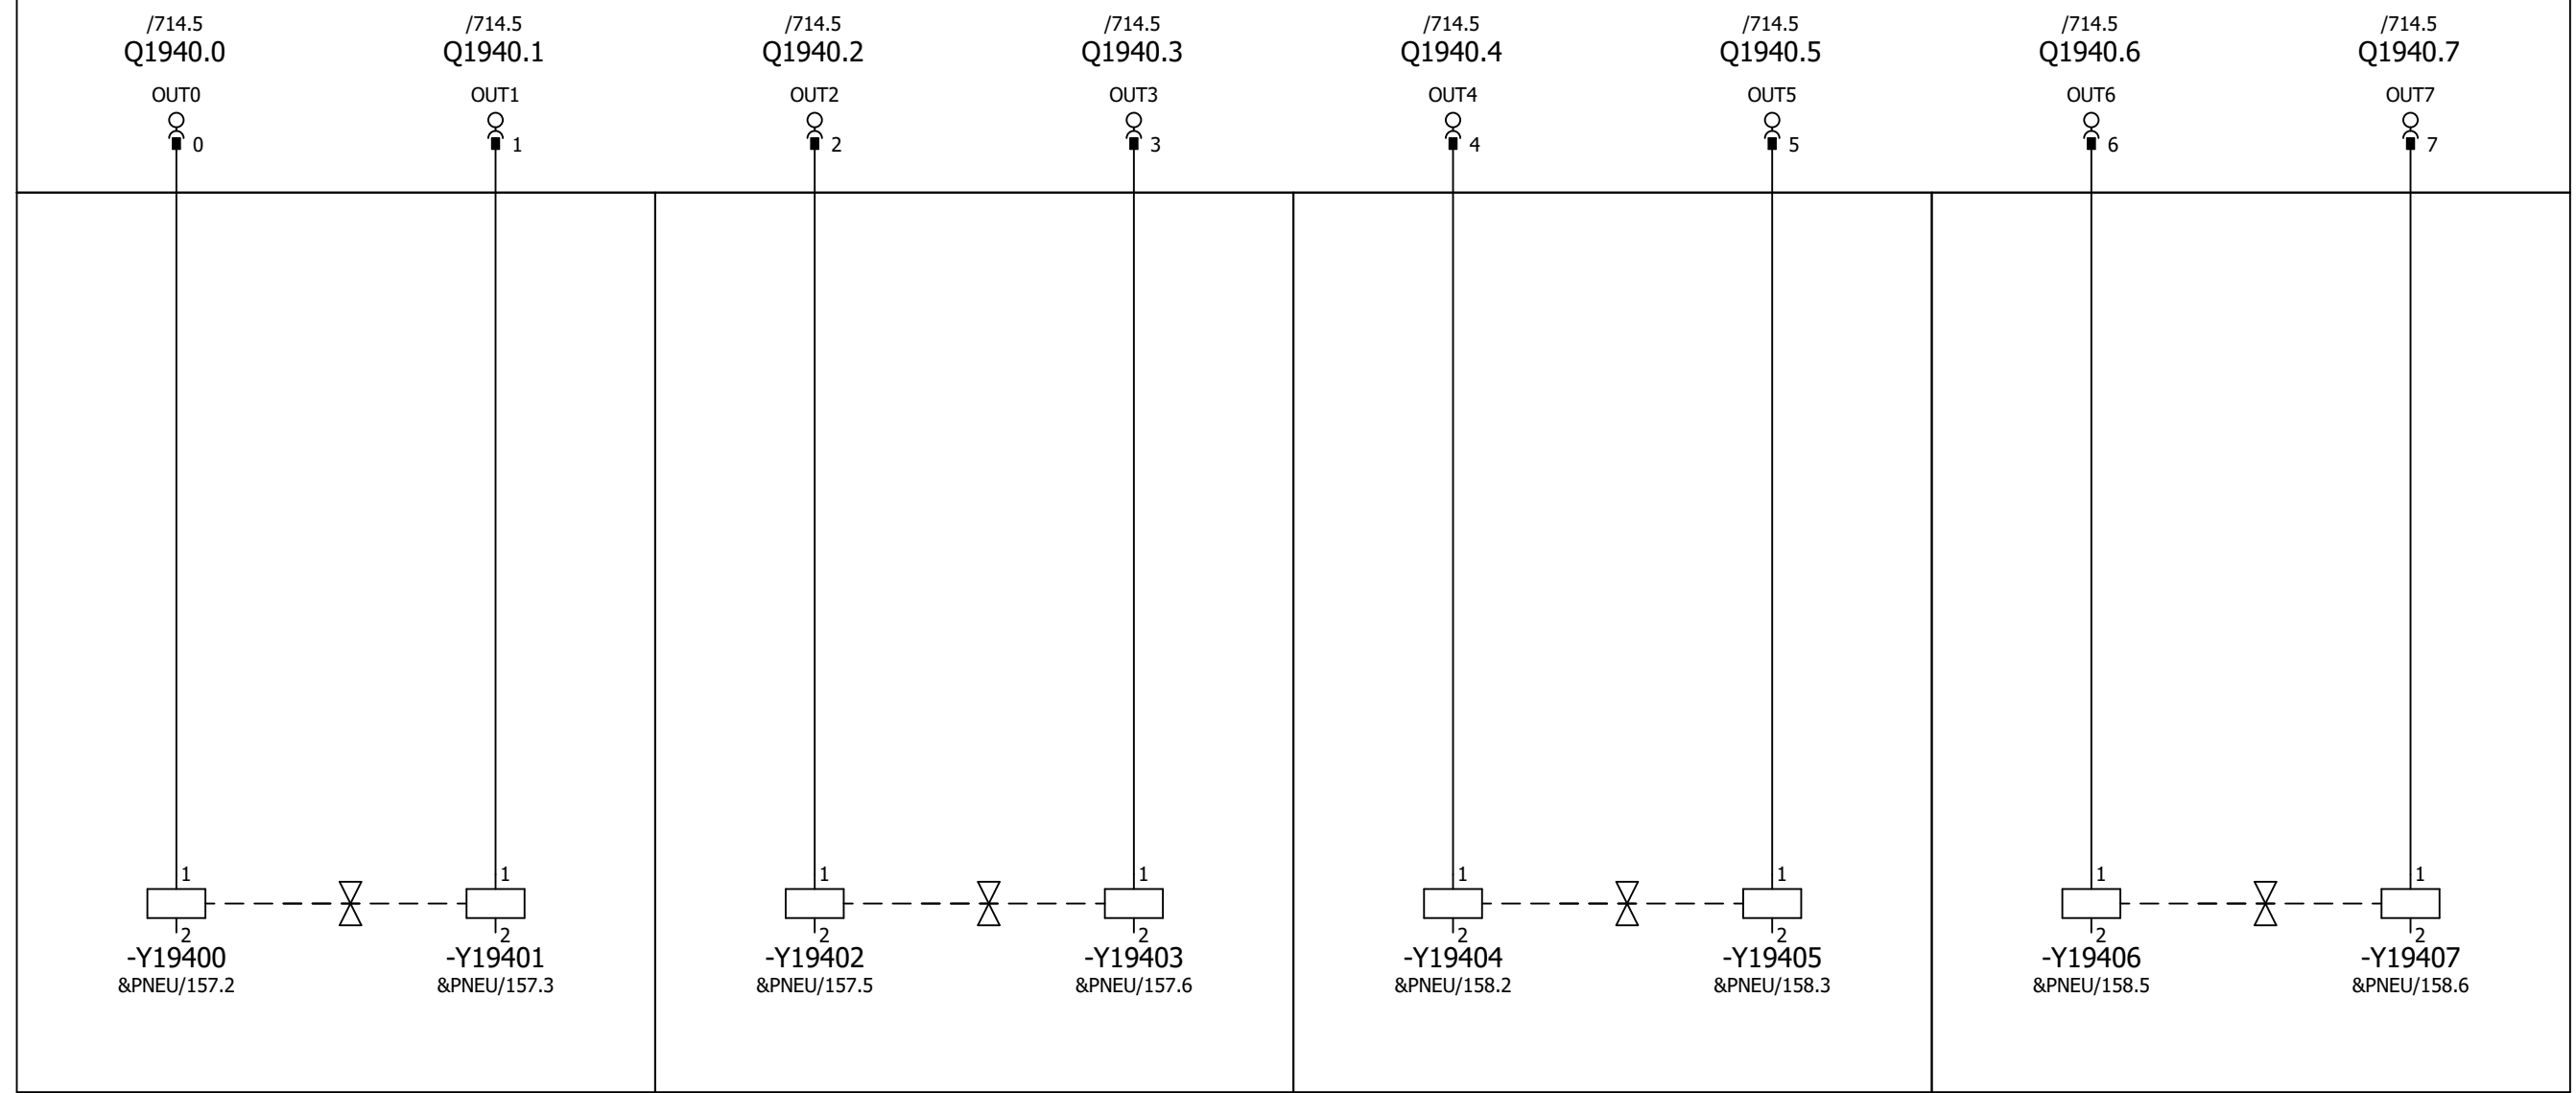 /714.5 /714.5 /714.5 /714.5 /714.5 /714.5 /714.5 /714.5
Q1940.0 Q1940.1 Q1940.2 Q1940.3 Q1940.4 Q1940.5 Q1940.6 Q1940.7
OUT0 OUT1 OUT2 OUT3 OUT4 OUT5 OUT6 OUT7
0 1 2 3 4 5 6 7
1 1 1 1 1 1 1 1
2 2 2 2 2 2 2 2
-Y19400 -Y19401 -Y19402 -Y19403 -Y19404 -Y19405 -Y19406 -Y19407
&PNEU/157.2 &PNEU/157.3 &PNEU/157.5 &PNEU/157.6 &PNEU/158.2 &PNEU/158.3 &PNEU/158.5 &PNEU/158.6